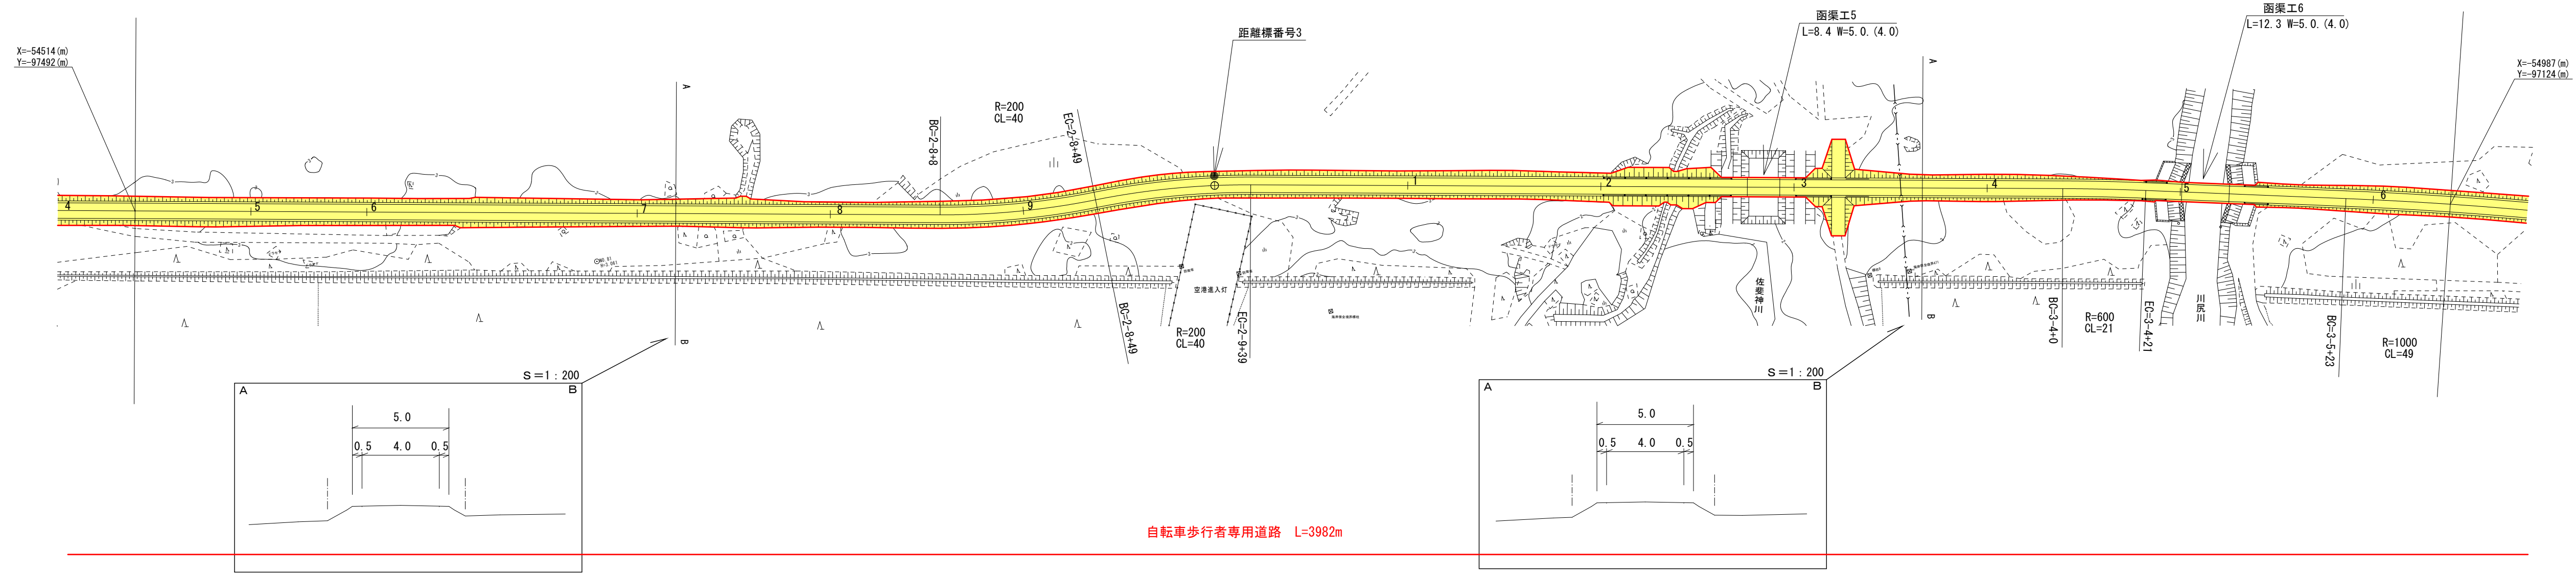 X=-54514(m)
Y=-97492(m)
距離標番号3
函渠工5
L=8.4 W=5.0.(4.0)
函渠工6
L=12.3 W=5.0.(4.0)
X=-54987(m)
Y=-97124(m)
A
A
R=200
CL=40
BC=2-8+8
EC=2-8+49
4
5
6
7
8
9
1
2
3
4
5
6
空港進入灯
佐斐神川
川尻川
BC=2-8+49
R=200
CL=40
EC=2-9+39
BC=3-4+0
R=600
CL=21
EC=3-4+21
BC=3-5+23
R=1000
CL=49
B
B
S=1：200
A
B
5.0
0.5 4.0 0.5
S=1：200
A
B
5.0
0.5 4.0 0.5
自転車歩行者専用道路 L=3982m